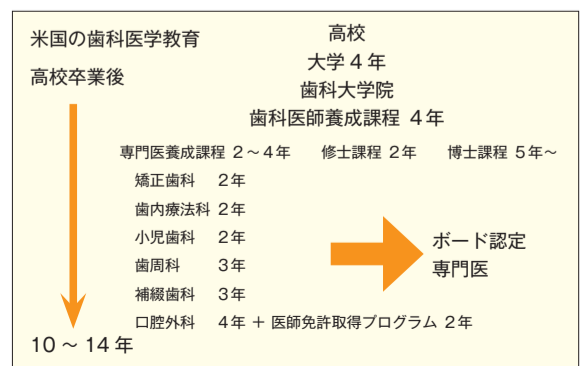 米国の歯科医学教育
高校卒業後
高校
大学 4 年
歯科大学院
歯科医師養成課程 4 年
専門医養成課程 2 ~ 4年 修士課程 2年 博士課程 5年~
矯正歯科 2年
歯内療法科 2年
小児歯科 2年
歯周科 3年
補綴歯科 3年
口腔外科 4年 + 医師免許取得プログラム 2年
ボード認定
専門医
10 ~ 14 年